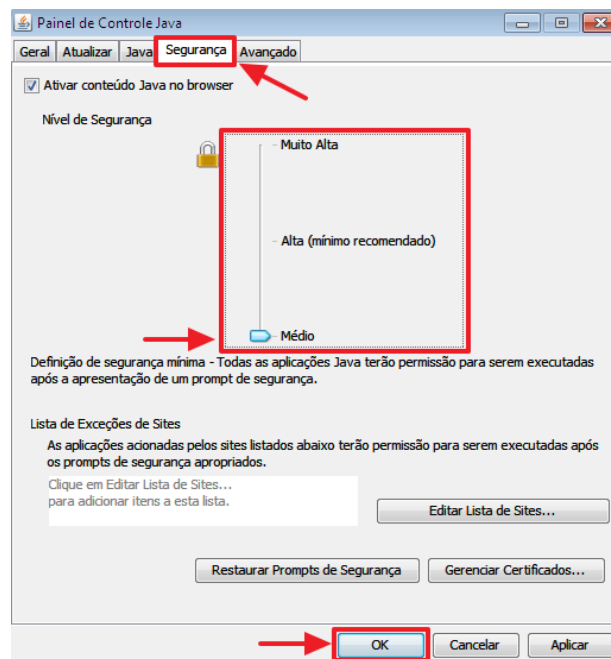 Painel de Controle Java
Geral Atualizar Java Segurança Avançado
Ativar conteúdo Java no browser
Nível de Segurança
Muito Alta
Alta (mínimo recomendado)
Médio
Definição de segurança mínima - Todas as aplicações Java terão permissão para serem executadas
após a apresentação de um prompt de segurança.
Lista de Exceções de Sites
As aplicações acionadas pelos sites listados abaixo terão permissão para serem executadas após
os prompts de segurança apropriados.
Clique em Editar Lista de Sites...
para adicionar itens a esta lista.
Editar Lista de Sites...
Restaurar Prompts de Segurança Gerenciar Certificados...
OK Cancelar Aplicar